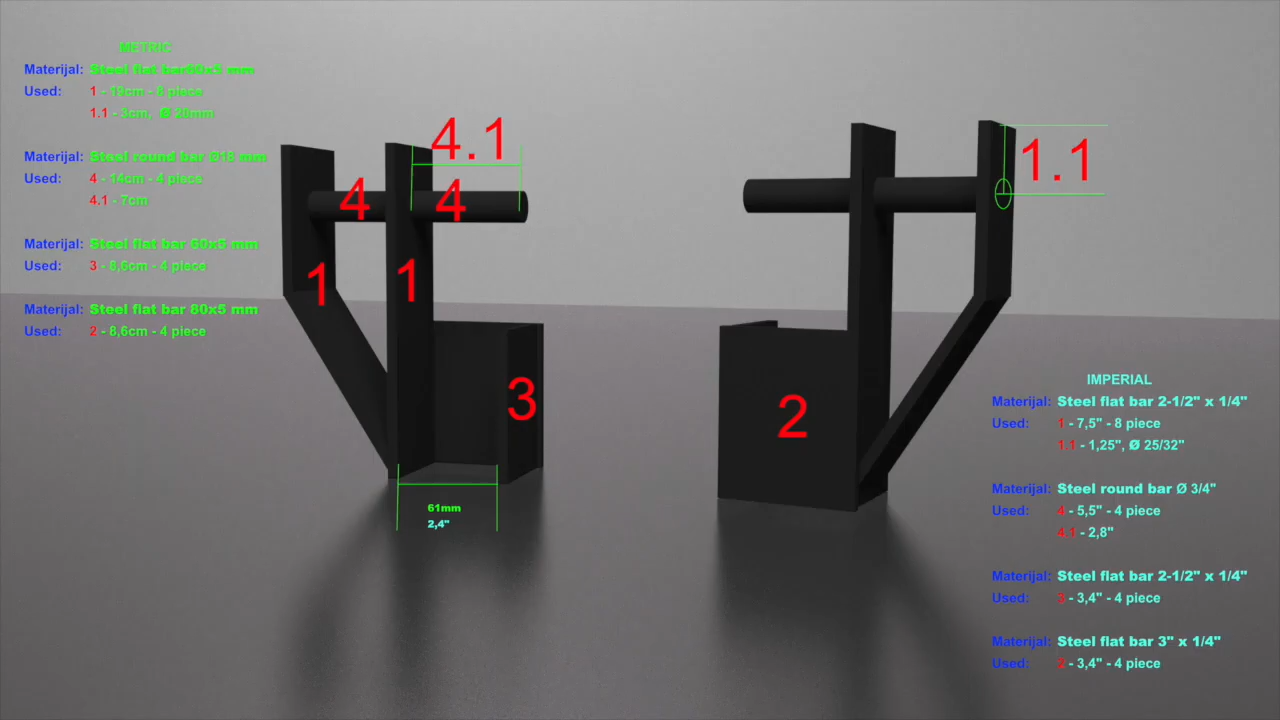 METRIC
Materijal: Steel flat bar60x5 mm
Used: 1 - 19cm - 8 piece
1.1 - 3cm, Ø 20mm
Materijal: Steel round bar Ø18 mm
Used: 4 - 14cm - 4 piece
4.1 - 7cm
Materijal: Steel flat bar 60x5 mm
Used: 3 - 8,6cm - 4 piece
Materijal: Steel flat bar 80x5 mm
Used: 2 - 8,6cm - 4 piece
4.1
4
4
1
1
3
61mm
2,4"
1.1
2
IMPERIAL
Materijal: Steel flat bar 2-1/2" x 1/4"
Used: 1 - 7,5" - 8 piece
1.1 - 1,25", Ø 25/32"
Materijal: Steel round bar Ø 3/4"
Used: 4 - 5,5" - 4 piece
4.1 - 2,8"
Materijal: Steel flat bar 2-1/2" x 1/4"
Used: 3 - 3,4" - 4 piece
Materijal: Steel flat bar 3" x 1/4"
Used: 2 - 3,4" - 4 piece